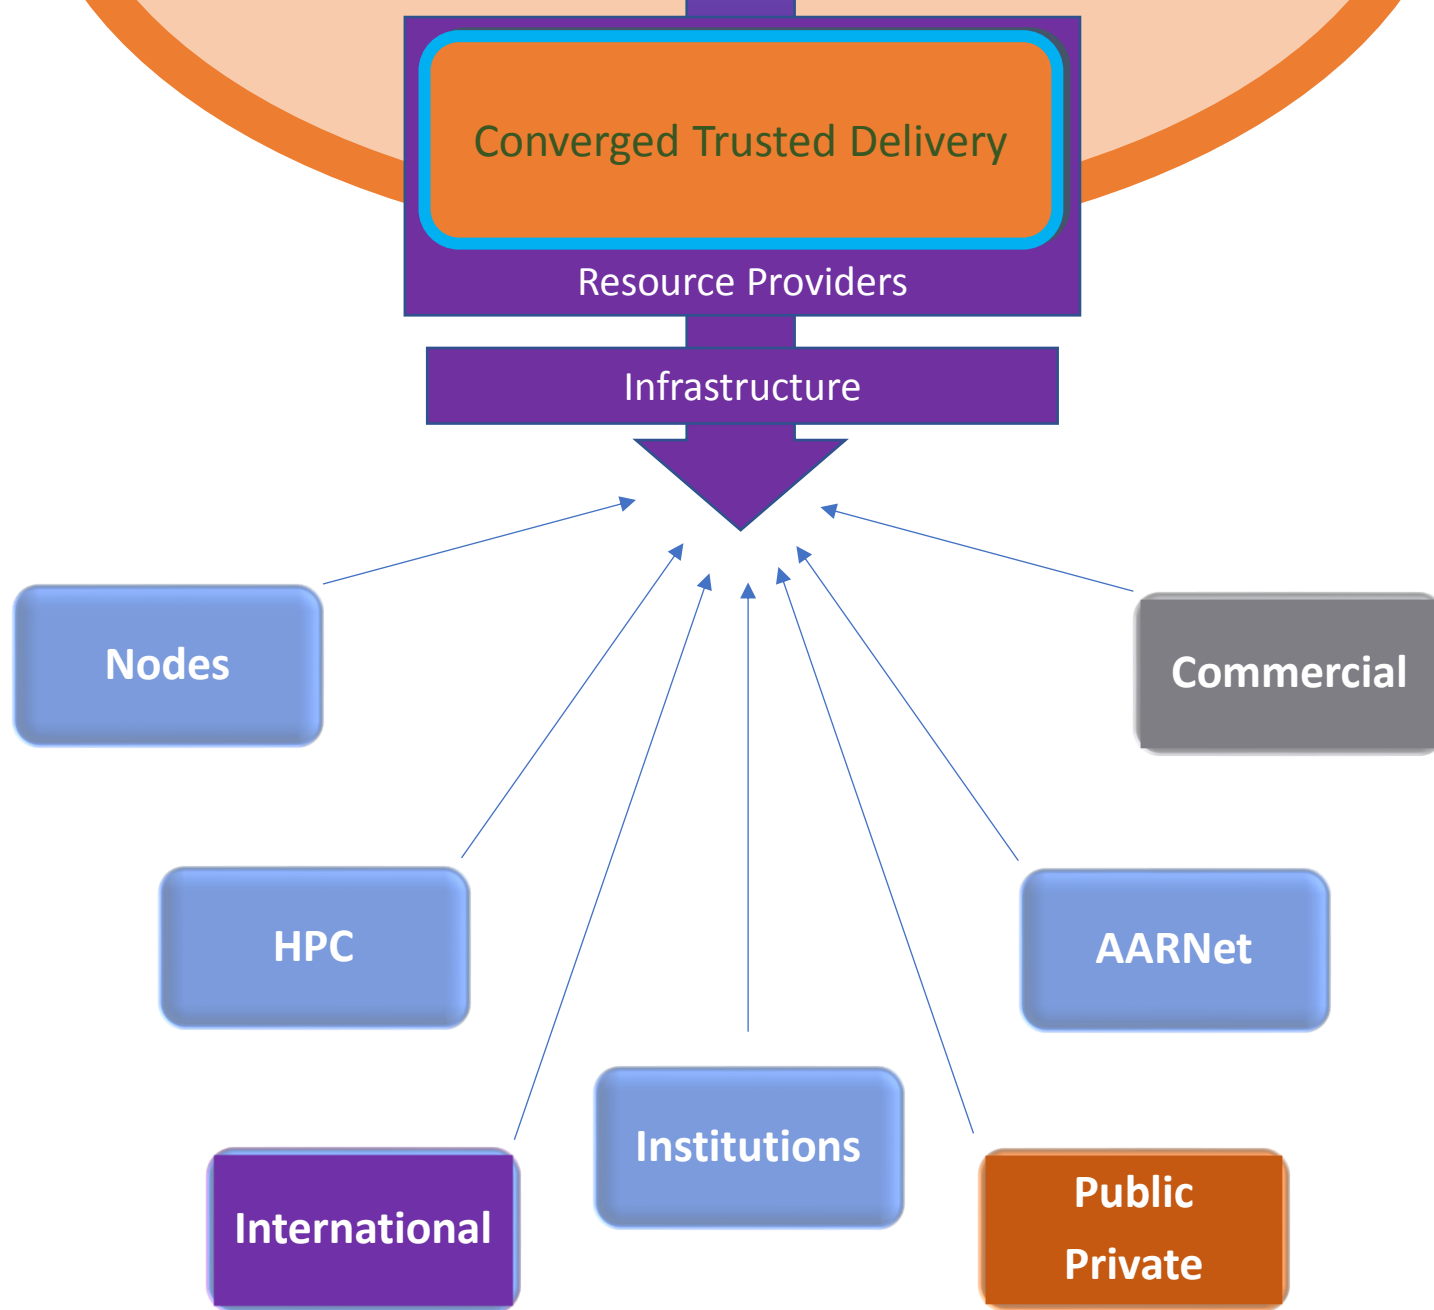 Converged Trusted Delivery
Resource Providers
Infrastructure
Nodes
Commercial
HPC
AARNet
Institutions
International
Public
Private